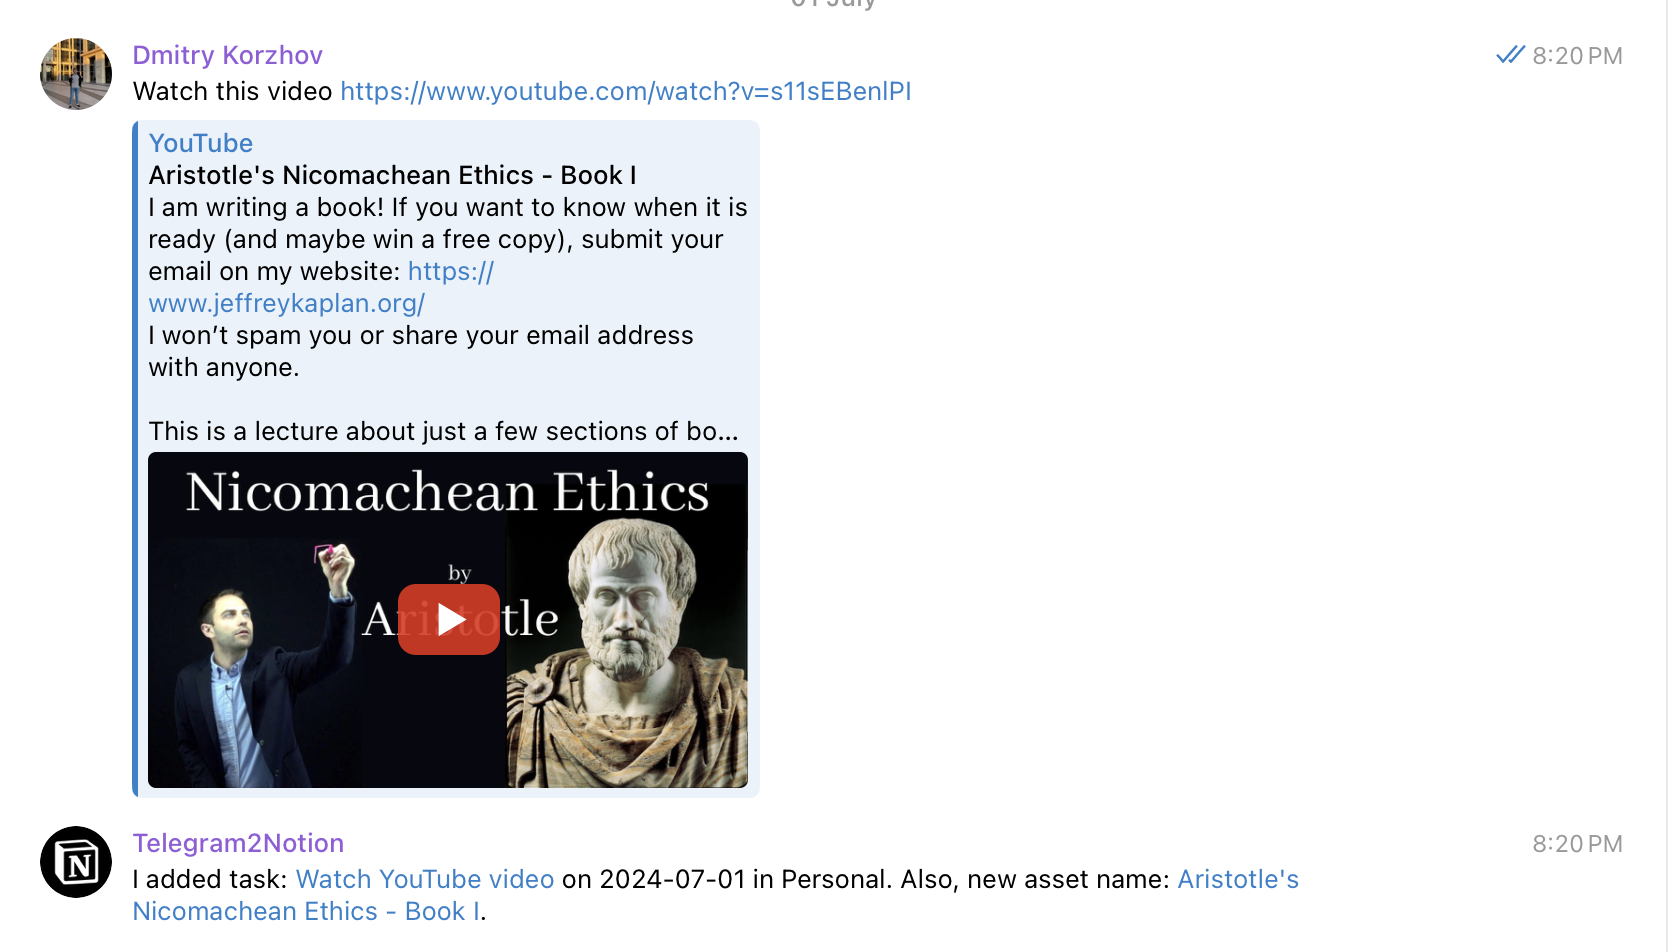 01 July
Dmitry Korzhov
8:20 PM
Watch this video https://www.youtube.com/watch?v=s11sEBenlPI
YouTube
Aristotle's Nicomachean Ethics - Book I
I am writing a book! If you want to know when it is
ready (and maybe win a free copy), submit your
email on my website: https://
www.jeffreykaplan.org/
I won’t spam you or share your email address
with anyone.
This is a lecture about just a few sections of bo...
Nicomachean Ethics
by
Aristotle
Telegram2Notion
8:20 PM
N
I added task: Watch YouTube video on 2024-07-01 in Personal. Also, new asset name: Aristotle's
Nicomachean Ethics - Book I.